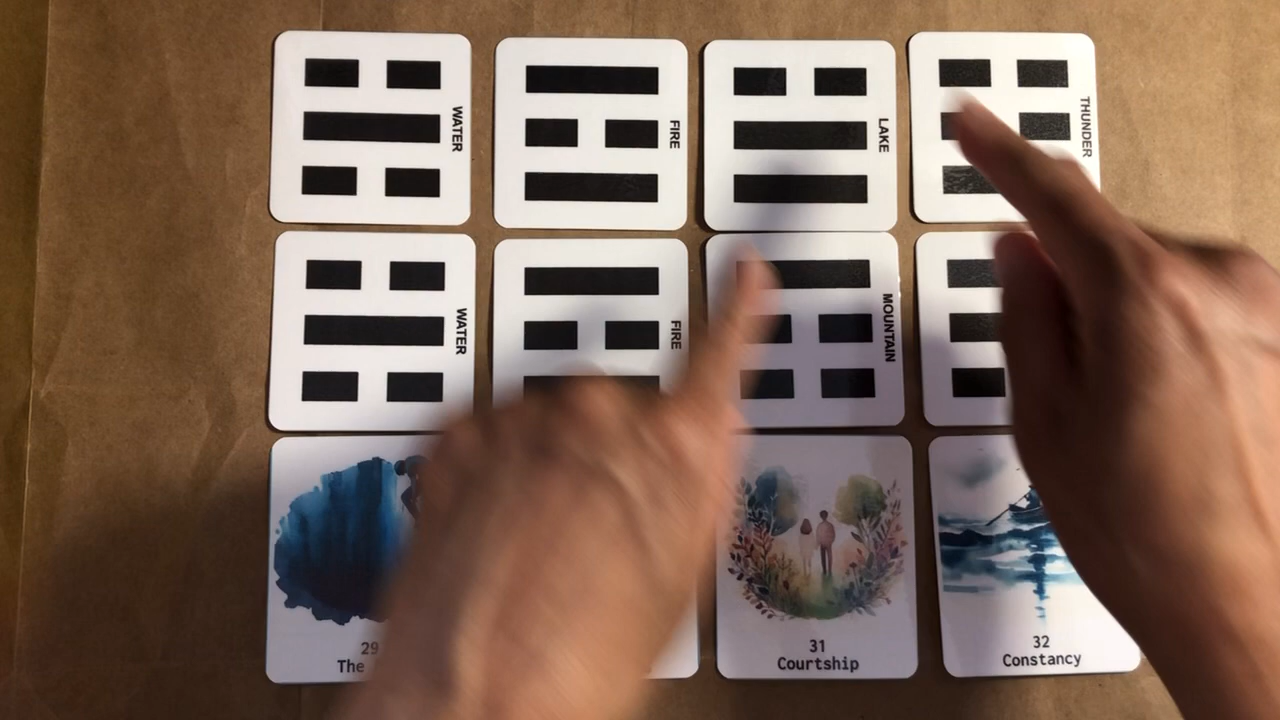 WATER
FIRE
LAKE
THUNDER
WATER
FIRE
MOUNTAIN
29
The
31
Courtship
32
Constancy